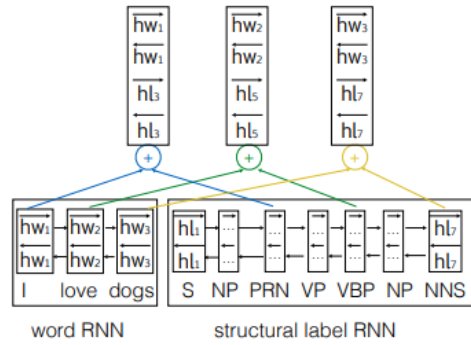 hw1 hw2 hw3
hw1 hw2 hw3
hl3 hl5 hl7
hl3 hl5 hl7
+ + +
hw1 hw2 hw3 hl1 ... ... ... ... ... hl7
hw1 hw2 hw3 hl1 ... ... ... ... ... hl7
I love dogs S NP PRN VP VBP NP NNS
word RNN structural label RNN